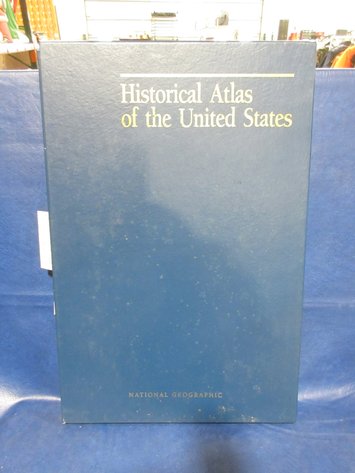 Historical Atlas
of the United States
NATIONAL GEOGRAPHIC